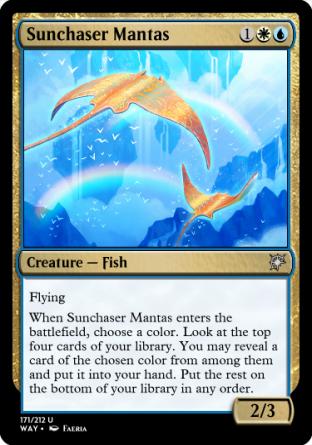 Sunchaser Mantas 1
Creature — Fish
Flying
When Sunchaser Mantas enters the
battlefield, choose a color. Look at the top
four cards of your library. You may reveal a
card of the chosen color from among them
and put it into your hand. Put the rest on
the bottom of your library in any order.
2/3
171/212 U
WAY • Faeria